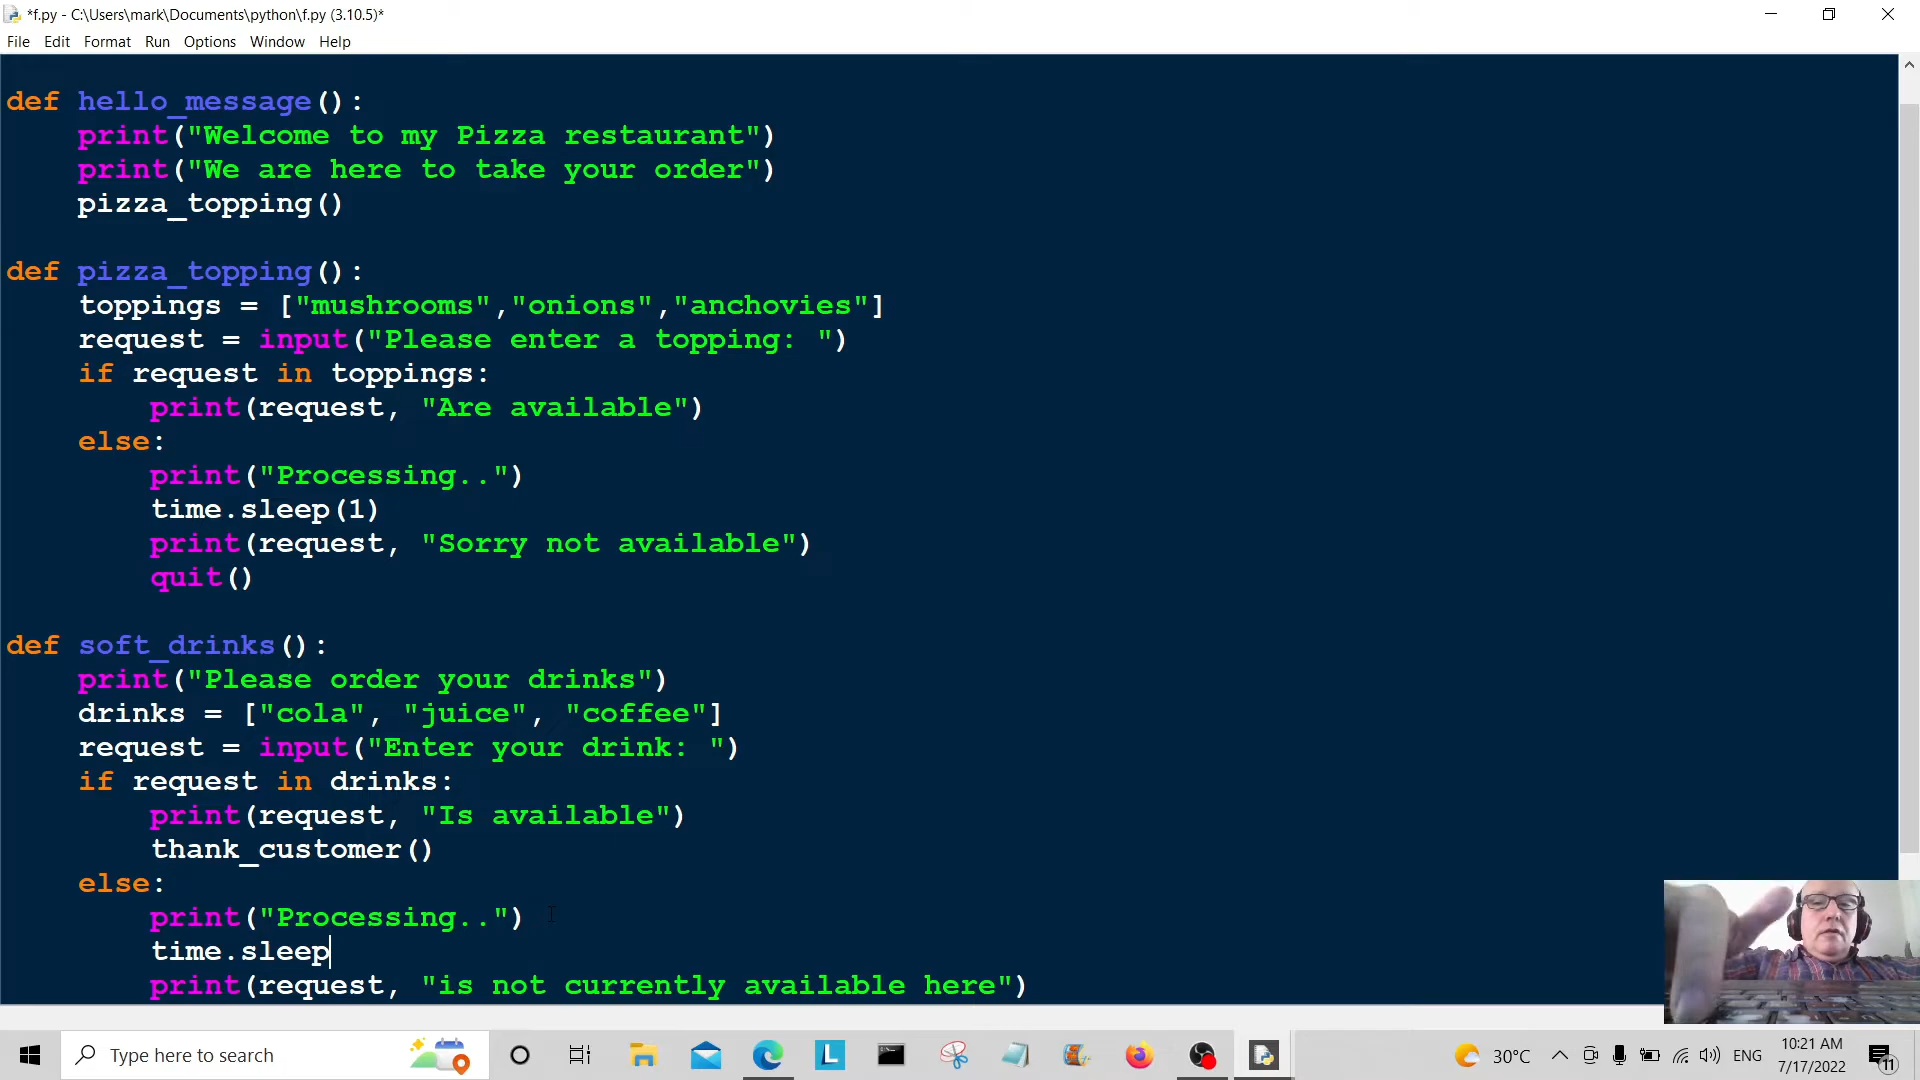 *f.py - C:\Users\mark\Documents\python\f.py (3.10.5)*
File Edit Format Run Options Window Help
def hello_message():
    print("Welcome to my Pizza restaurant")
    print("We are here to take your order")
    pizza_topping()
def pizza_topping():
    toppings = ["mushrooms","onions","anchovies"]
    request = input("Please enter a topping: ")
    if request in toppings:
        print(request, "Are available")
    else:
        print("Processing..")
        time.sleep(1)
        print(request, "Sorry not available")
        quit()
def soft_drinks():
    print("Please order your drinks")
    drinks = ["cola", "juice", "coffee"]
    request = input("Enter your drink: ")
    if request in drinks:
        print(request, "Is available")
        thank_customer()
    else:
        print("Processing..")
        time.sleep
        print(request, "is not currently available here")
Type here to search
L
30°C
ENG
10:21 AM
7/17/2022
11